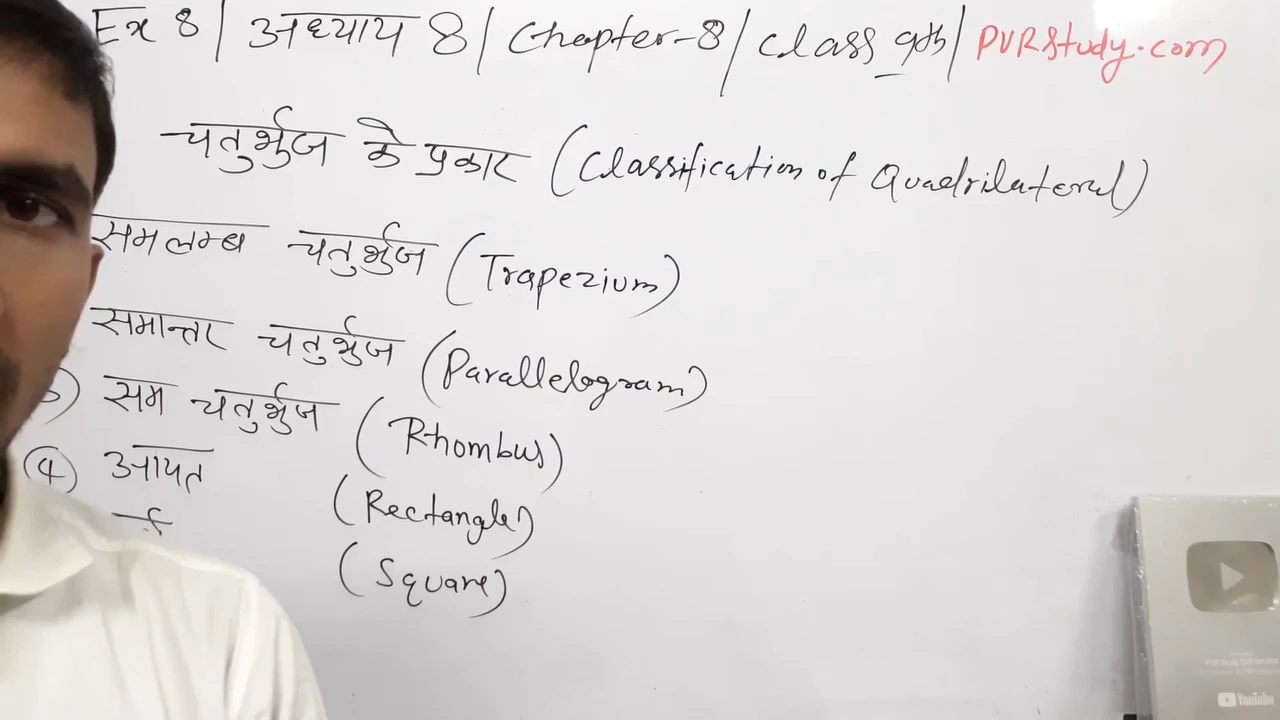 Ex 8 | अध्याय 8 | Chapter-8 | Class 9th | PVRStudy.com
चतुर्भुज के प्रकार (Classification of Quadrilateral)
समलम्ब चतुर्भुज (Trapezium)
समान्तर चतुर्भुज (Parallelogram)
सम चतुर्भुज (Rhombus)
4 आयत (Rectangle)
(Square)
YouTube